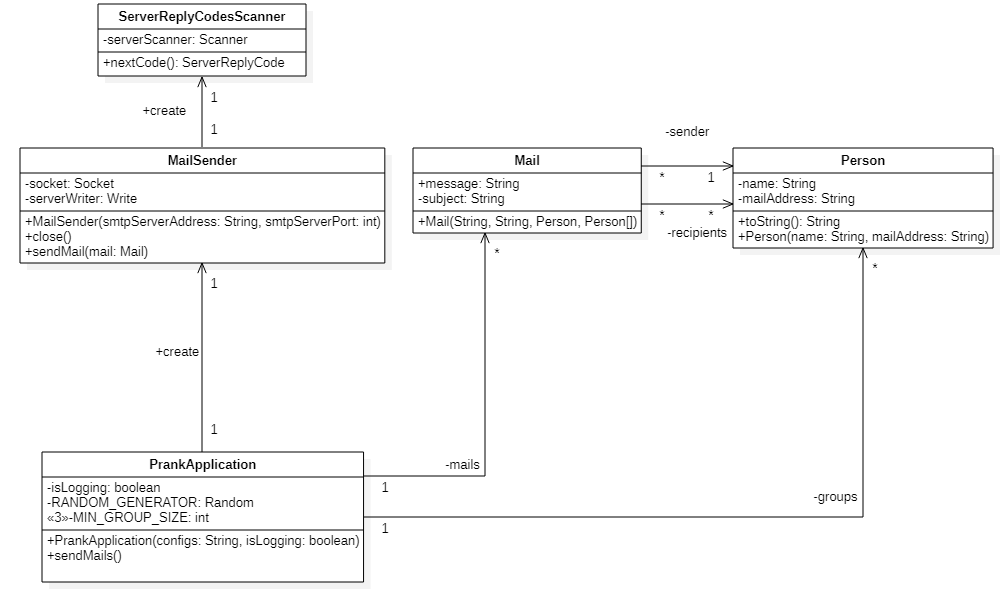 ServerReplyCodesScanner
-serverScanner: Scanner
+nextCode(): ServerReplyCode
1
+create
1
MailSender
-socket: Socket
-serverWriter: Write
+MailSender(smtpServerAddress: String, smtpServerPort: int)
+close()
+sendMail(mail: Mail)
Mail
+message: String
-subject: String
+Mail(String, String, Person, Person[])
-sender
* 1
* *
-recipients
Person
-name: String
-mailAddress: String
+toString(): String
+Person(name: String, mailAddress: String)
*
*
1
+create
1
PrankApplication
-isLogging: boolean
-RANDOM_GENERATOR: Random
«3»-MIN_GROUP_SIZE: int
+PrankApplication(configs: String, isLogging: boolean)
+sendMails()
-mails
1
-groups
1